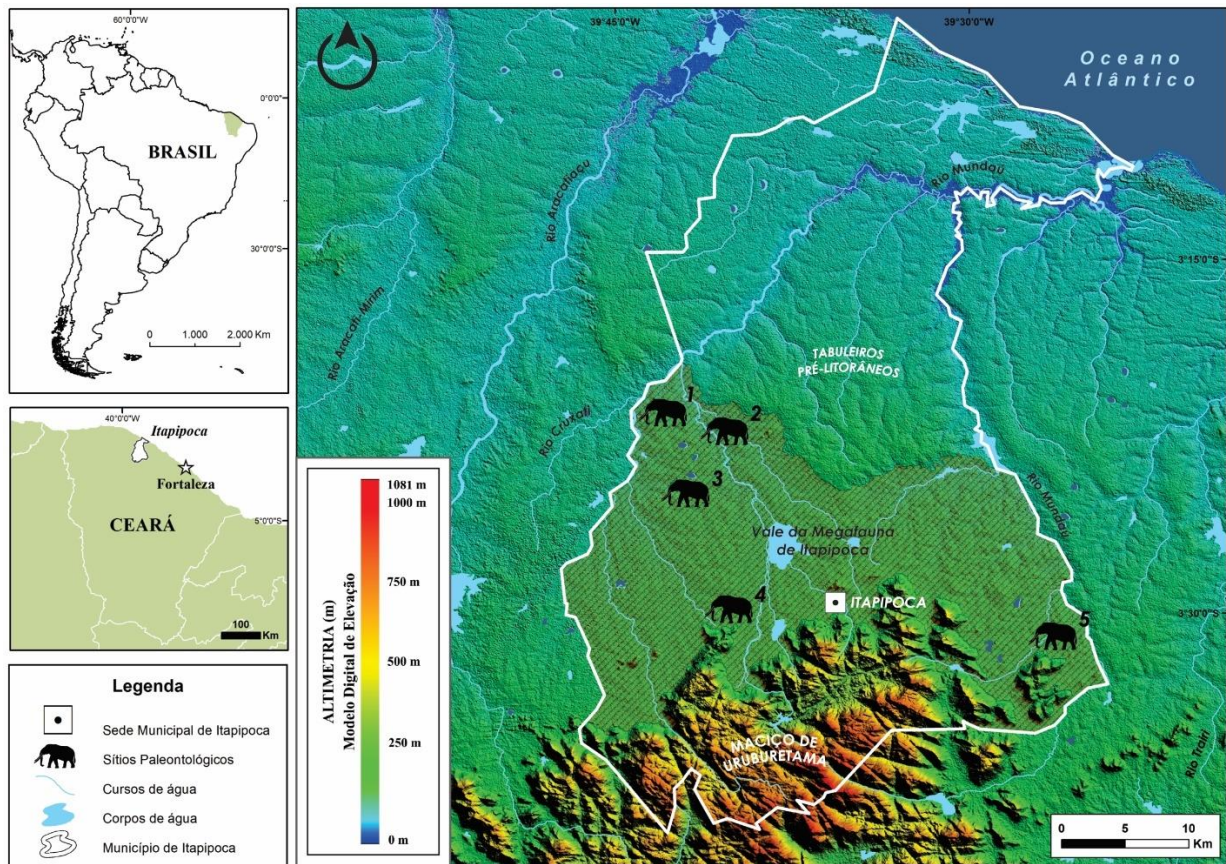 60°0'0"W
0°0'0"
BRASIL
30°0'0"S
0 1.000 2.000 Km
40°0'0"W
Itapipoca
Fortaleza
CEARÁ
5°0'0"S
100
Km
Legenda
Sede Municipal de Itapipoca
Sítios Paleontológicos
Cursos de água
Corpos de água
Município de Itapipoca
39°45'0"W
39°30'0"W
Oceano
Atlântico
Rio Aracatiaçu
Rio Mundaú
3°15'0"S
Rio Aracati-Mirim
TABULEIROS
PRÉ-LITORÂNEOS
1
2
Rio Cruxati
3
Rio Mundaú
Vale da Megafauna
de Itapipoca
4
ITAPIPOCA
3°30'0"S
5
MACIÇO DE
URUBURETAMA
Rio Trairi
ALTIMETRIA (m)
Modelo Digital de Elevação
1081 m
1000 m
750 m
500 m
250 m
0 m
0 5 10
Km